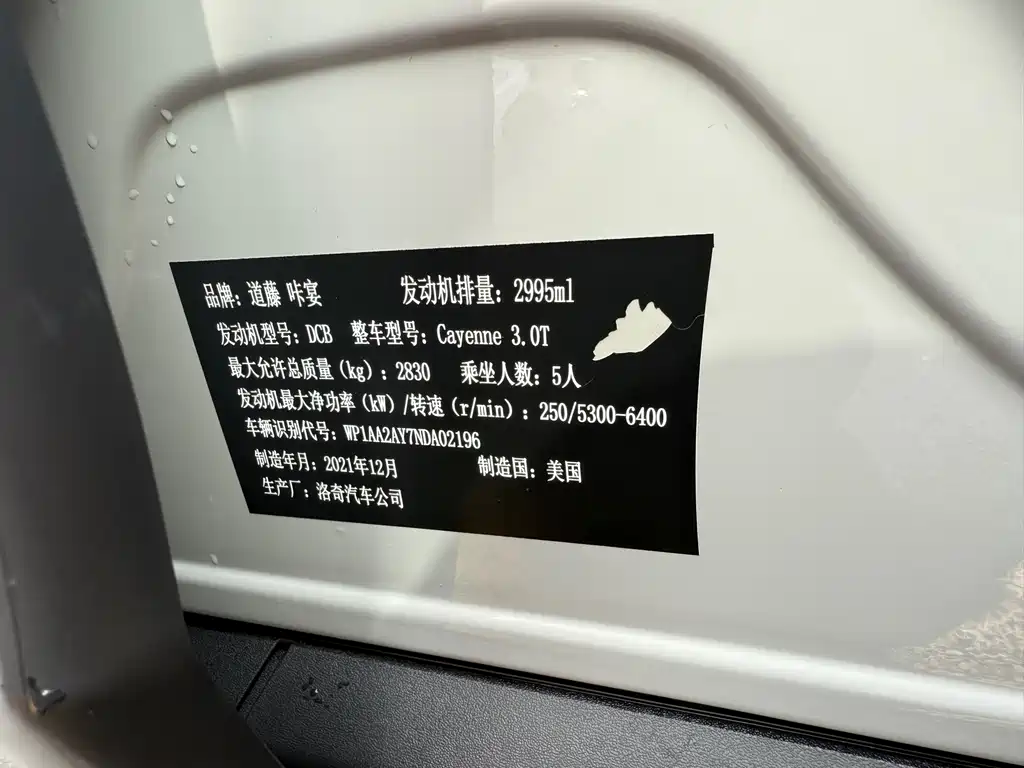 品牌：道藤 咔宴 发动机排量：2995ml
发动机型号：DCB 整车型号：Cayenne 3.0T
最大允许总质量（kg）：2830 乘坐人数：5人
发动机最大净功率（kW）/转速（r/min）：250/5300-6400
车辆识别代号：WP1AA2AY7NDA02196
制造年月：2021年12月 制造国：美国
生产厂：洛奇汽车公司